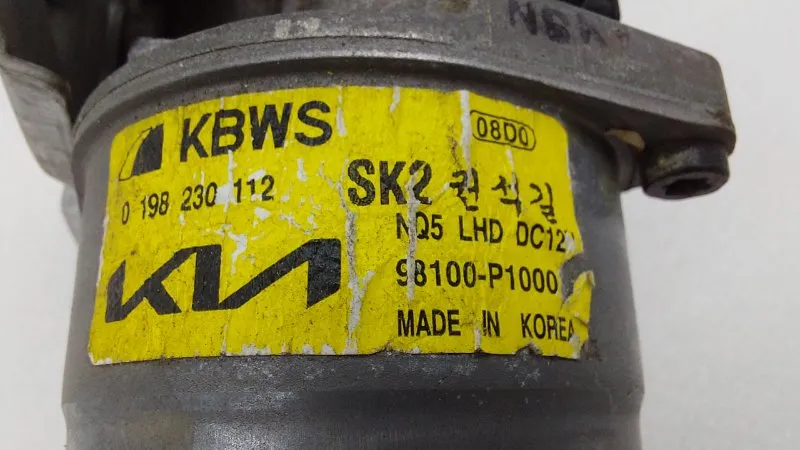 KBWS
08D0
0 198 230 112
SK2 권석길
NQ5 LHD DC12
KIA
98100-P1000
MADE IN KOREA